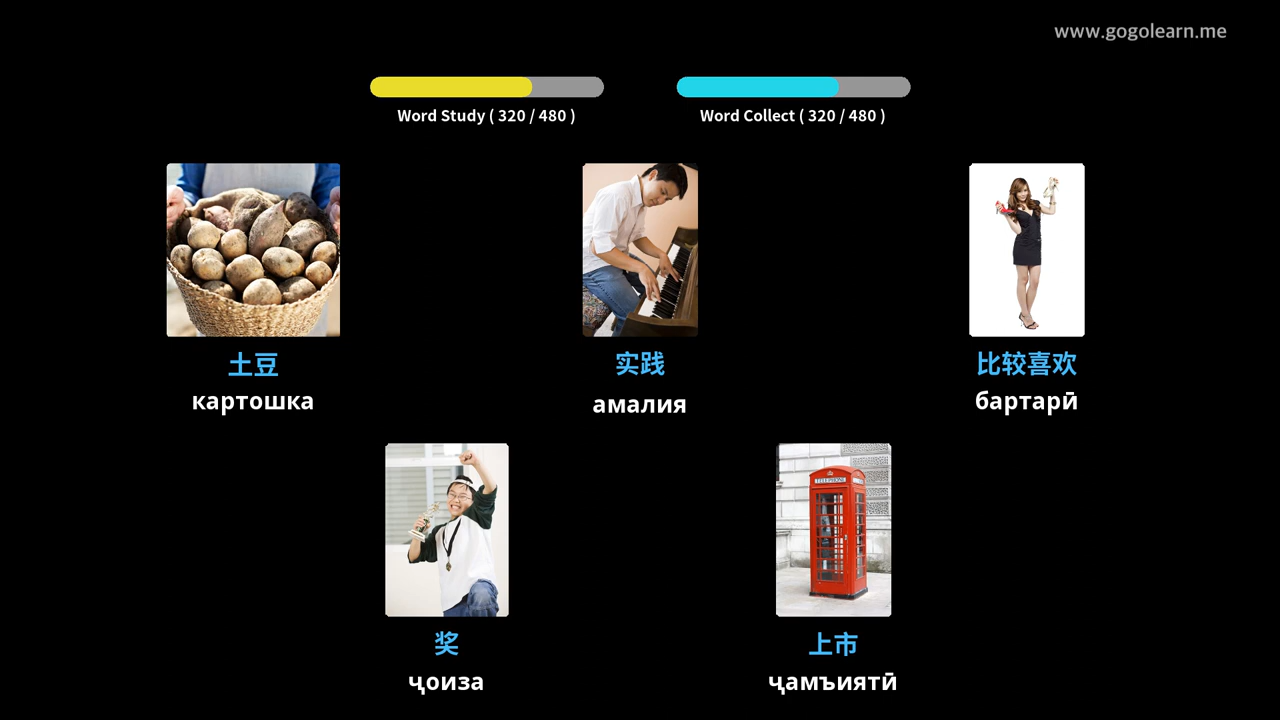 www.gogolearn.me
Word Study ( 320 / 480 )
Word Collect ( 320 / 480 )
土豆
картошка
实践
амалия
比较喜欢
бартарӣ
TELEPHONE
奖
ҷоиза
上市
ҷамъиятӣ